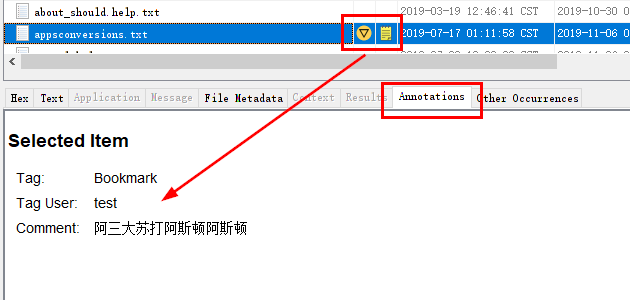 about_should.help.txt 2019-03-19 12:46:41 CST 2019-10-30
appsconversions.txt 2019-07-17 01:11:58 CST 2019-11-06
Hex Text Application Message File Metadata Context Results Annotations Other Occurrences
Selected Item
Tag: Bookmark
Tag User: test
Comment: 阿三大苏打阿斯顿阿斯顿